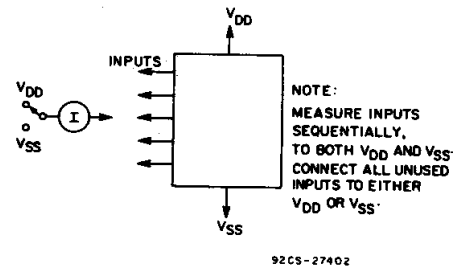 VDD
INPUTS
VDD
I
VSS
NOTE:
MEASURE INPUTS
SEQUENTIALLY,
TO BOTH VDD AND VSS.
CONNECT ALL UNUSED
INPUTS TO EITHER
VDD OR VSS.
VSS
92CS-27402